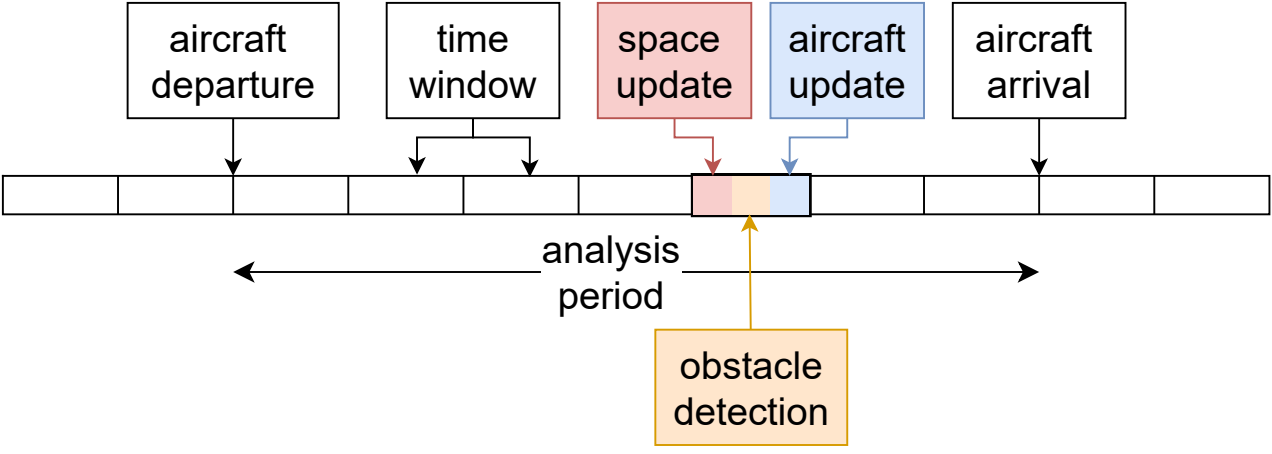 aircraft
departure
time
window
space
update
aircraft
update
aircraft
arrival
analysis
period
obstacle
detection